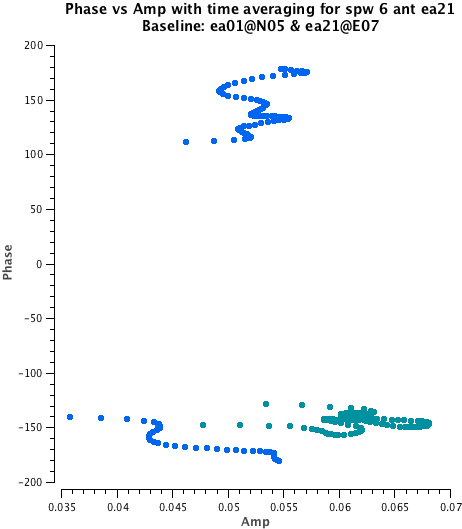 Phase vs Amp with time averaging for spw 6 ant ea21
Baseline: ea01@N05 & ea21@E07
200
150
100
50
0
-50
-100
-150
-200
Phase
0.035 0.04 0.045 0.05 0.055 0.06 0.065 0.07
Amp